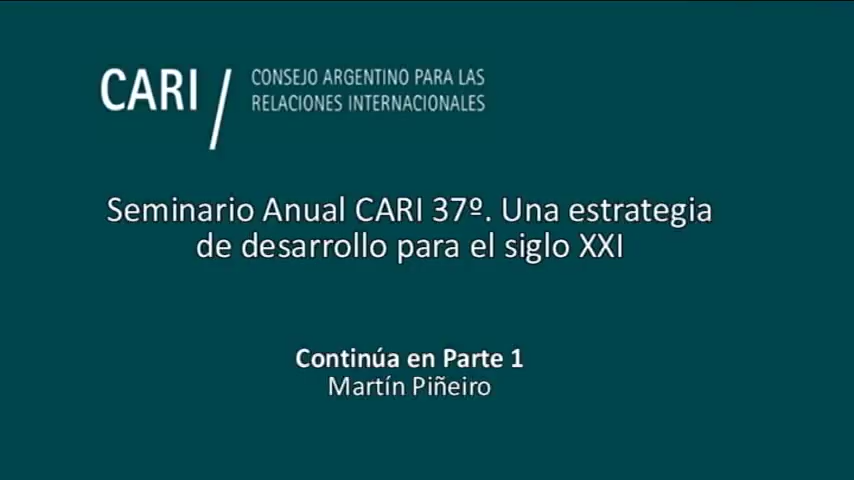 CARI
CONSEJO ARGENTINO PARA LAS
RELACIONES INTERNACIONALES
Seminario Anual CARI 37º. Una estrategia
de desarrollo para el siglo XXI
Continúa en Parte 1
Martín Piñeiro